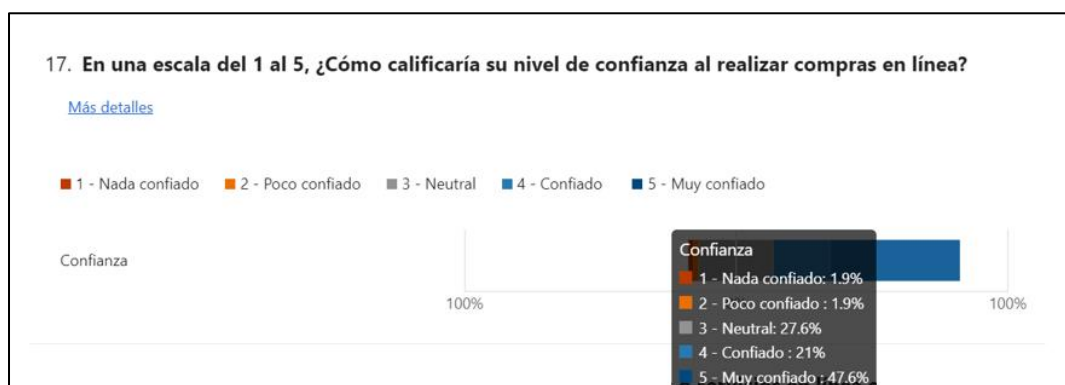 17. En una escala del 1 al 5, ¿Cómo calificaría su nivel de confianza al realizar compras en línea?
Más detalles
1 - Nada confiado 2 - Poco confiado 3 - Neutral 4 - Confiado 5 - Muy confiado
Confianza
Confianza
1 - Nada confiado: 1.9%
2 - Poco confiado : 1.9%
3 - Neutral: 27.6%
4 - Confiado : 21%
5 - Muy confiado : 47.6%
100% 100%